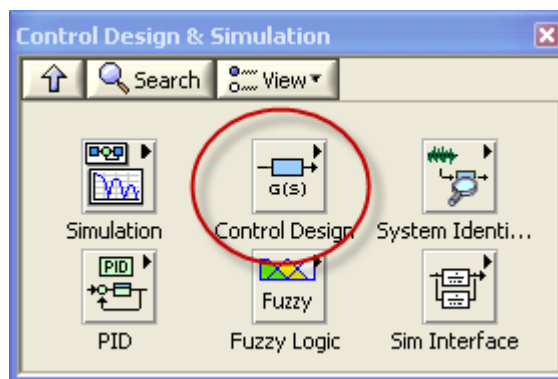 Control Design & Simulation
Search View
G(s)
Simulation Control Design System Identi...
PID Fuzzy
PID Fuzzy Logic Sim Interface